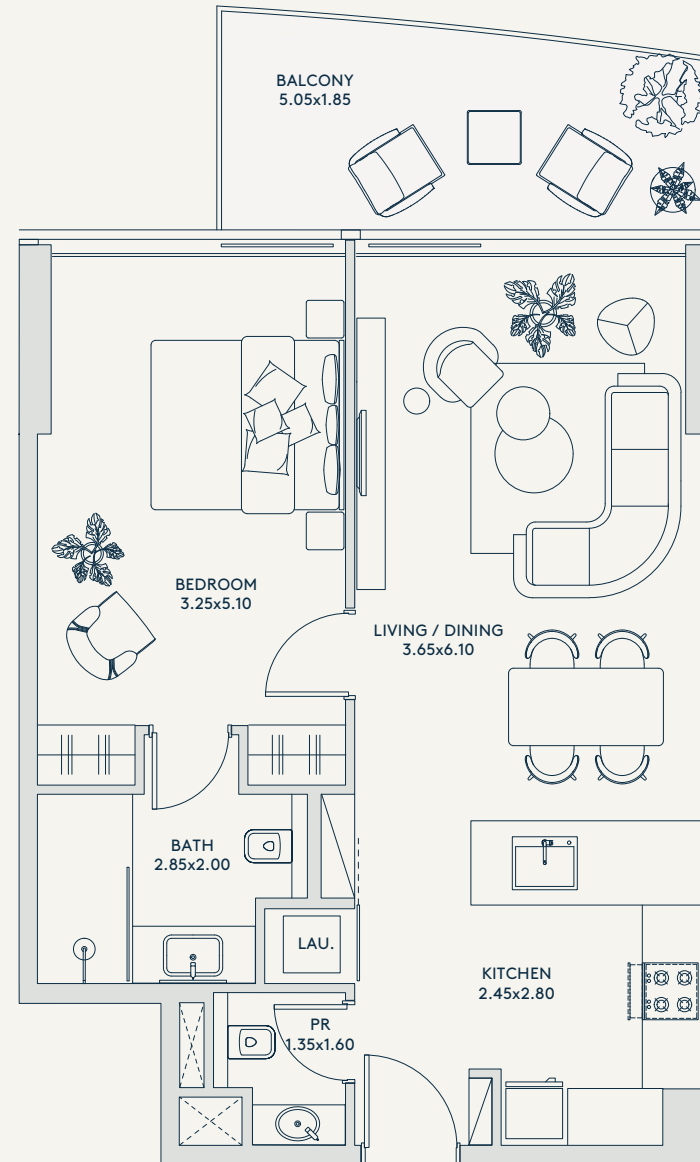 BALCONY
5.05x1.85
BEDROOM
3.25x5.10
LIVING / DINING
3.65x6.10
BATH
2.85x2.00
LAU.
KITCHEN
2.45x2.80
PR
1.35x1.60